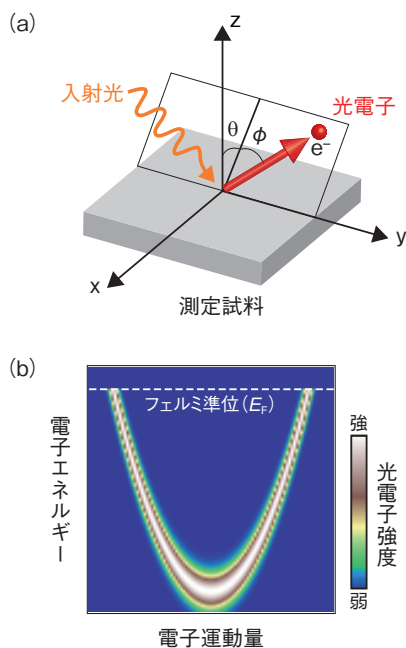 (a)
z
入射光
θ
φ
光電子
e⁻
y
x
測定試料
(b)
フェルミ準位(E_F)
電子エネルギー
電子運動量
強
光電子強度
弱